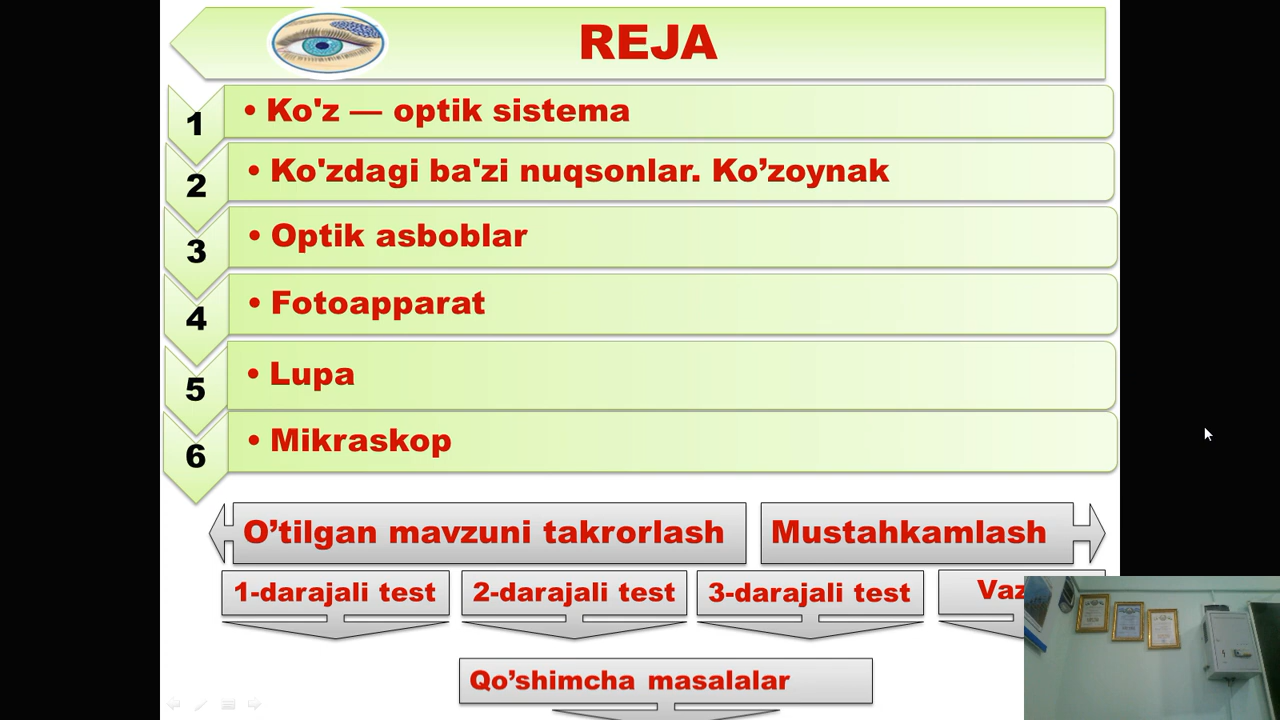 REJA
1
• Ko'z — optik sistema
2
• Ko'zdagi ba'zi nuqsonlar. Ko’zoynak
3
• Optik asboblar
4
• Fotoapparat
5
• Lupa
6
• Mikraskop
O’tilgan mavzuni takrorlash
Mustahkamlash
1-darajali test
2-darajali test
3-darajali test
Qo’shimcha masalalar